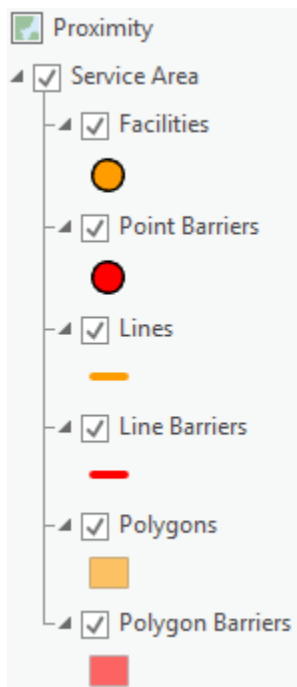 Proximity
Service Area
Facilities
Point Barriers
Lines
Line Barriers
Polygons
Polygon Barriers